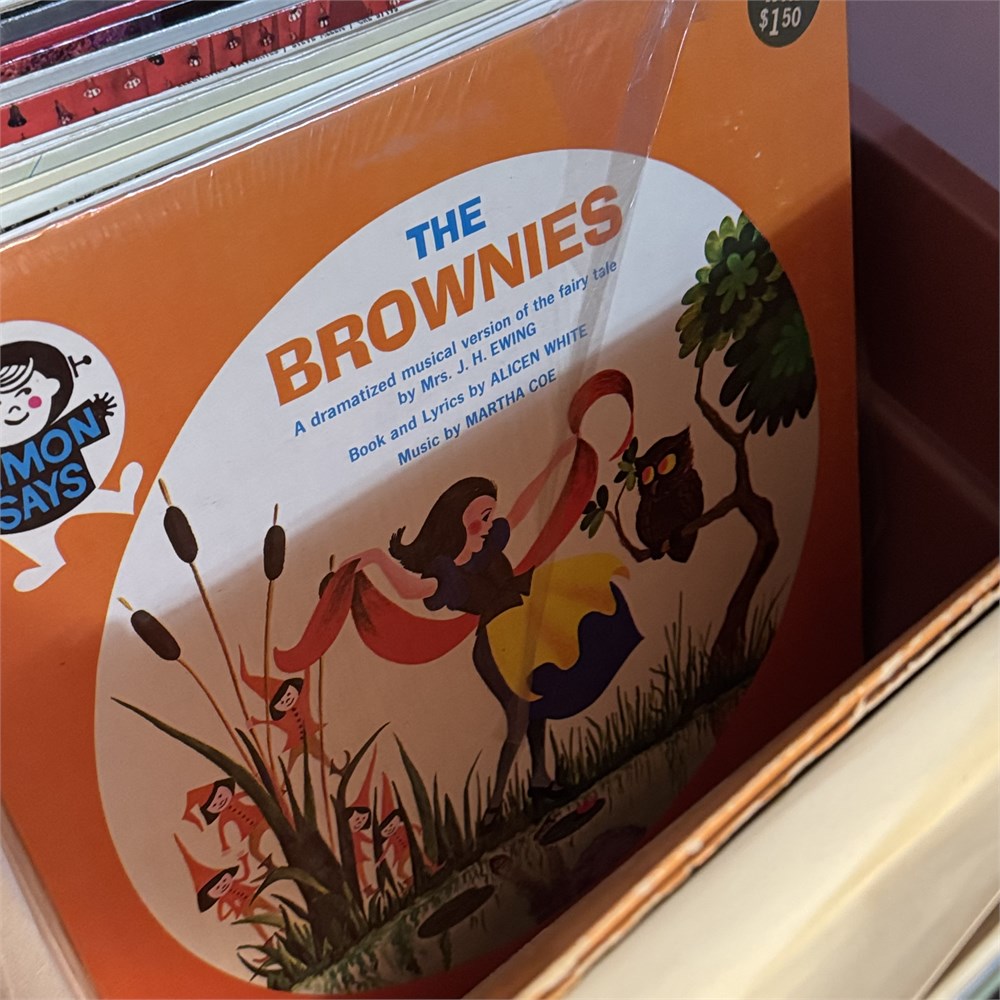 $1.50
THE
BROWNIES
A dramatized musical version of the fairy tale
by Mrs. J. H. EWING
Book and Lyrics by ALICEN WHITE
Music by MARTHA COE
IMON
SAYS